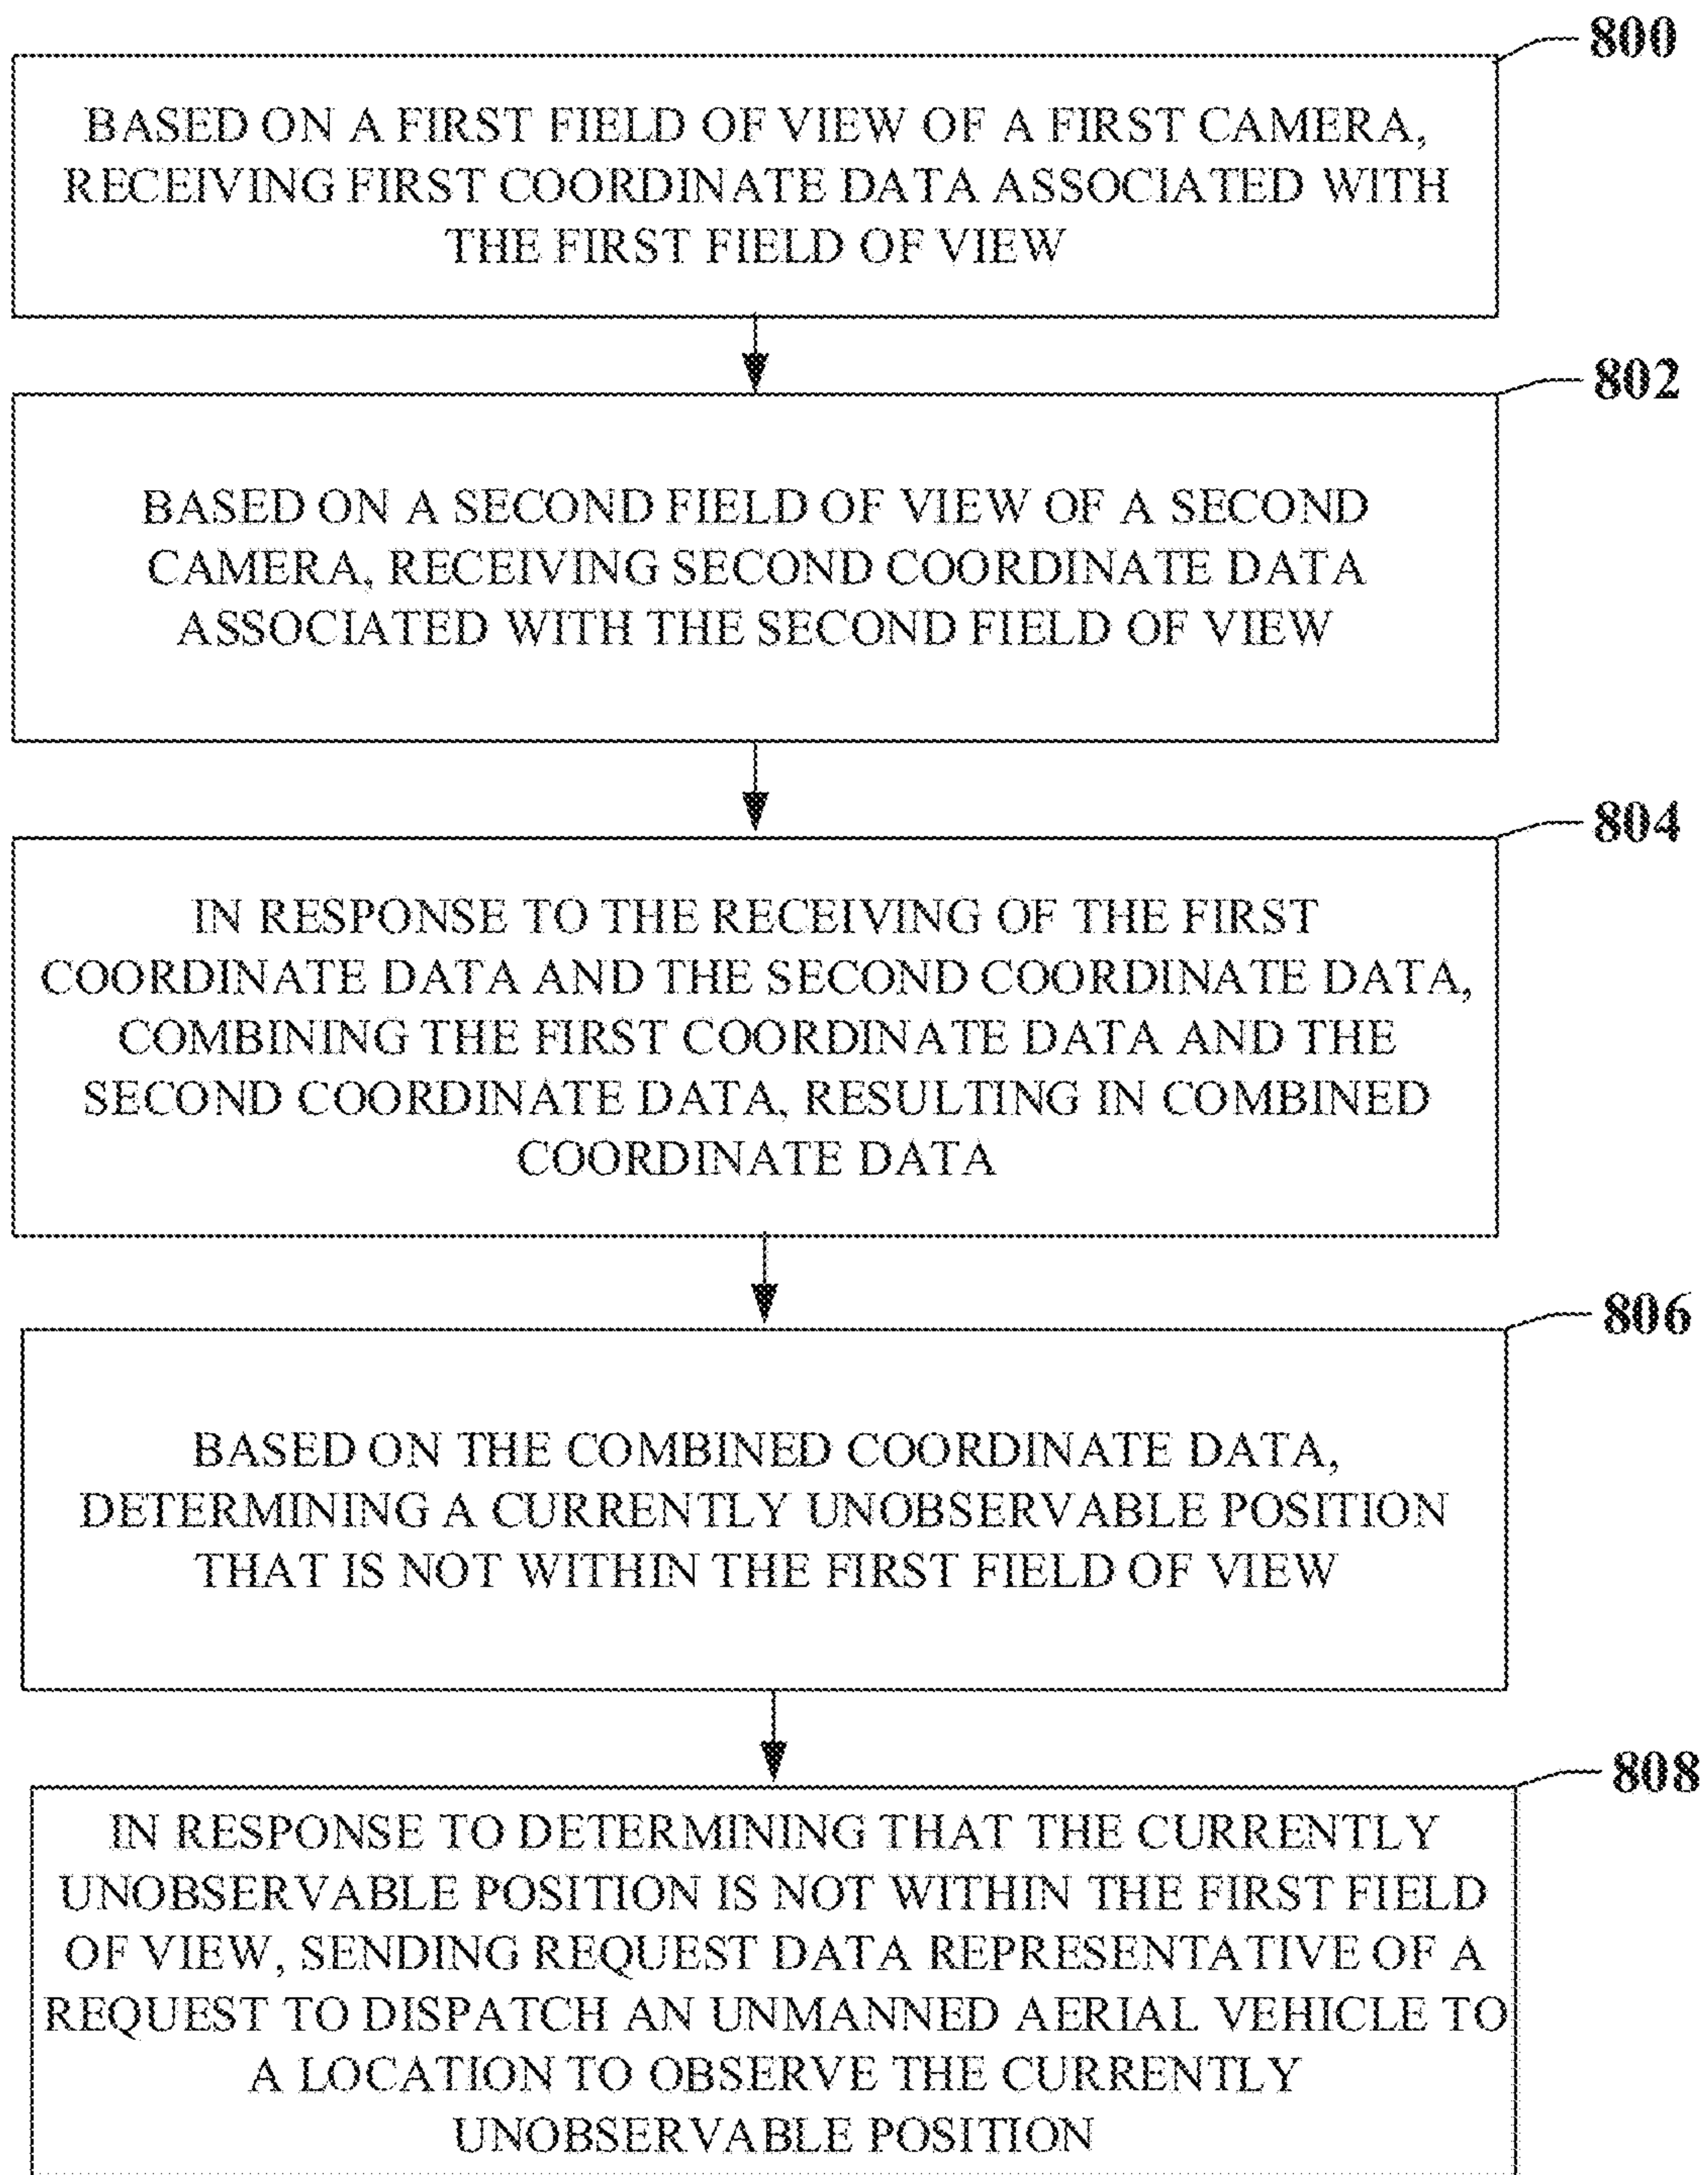 800
BASED ON A FIRST FIELD OF VIEW OF A FIRST CAMERA,
RECEIVING FIRST COORDINATE DATA ASSOCIATED WITH
THE FIRST FIELD OF VIEW
802
BASED ON A SECOND FIELD OF VIEW OF A SECOND
CAMERA, RECEIVING SECOND COORDINATE DATA
ASSOCIATED WITH THE SECOND FIELD OF VIEW
804
IN RESPONSE TO THE RECEIVING OF THE FIRST
COORDINATE DATA AND THE SECOND COORDINATE DATA,
COMBINING THE FIRST COORDINATE DATA AND THE
SECOND COORDINATE DATA, RESULTING IN COMBINED
COORDINATE DATA
806
BASED ON THE COMBINED COORDINATE DATA,
DETERMINING A CURRENTLY UNOBSERVABLE POSITION
THAT IS NOT WITHIN THE FIRST FIELD OF VIEW
808
IN RESPONSE TO DETERMINING THAT THE CURRENTLY
UNOBSERVABLE POSITION IS NOT WITHIN THE FIRST FIELD
OF VIEW, SENDING REQUEST DATA REPRESENTATIVE OF A
REQUEST TO DISPATCH AN UNMANNED AERIAL VEHICLE TO
A LOCATION TO OBSERVE THE CURRENTLY
UNOBSERVABLE POSITION